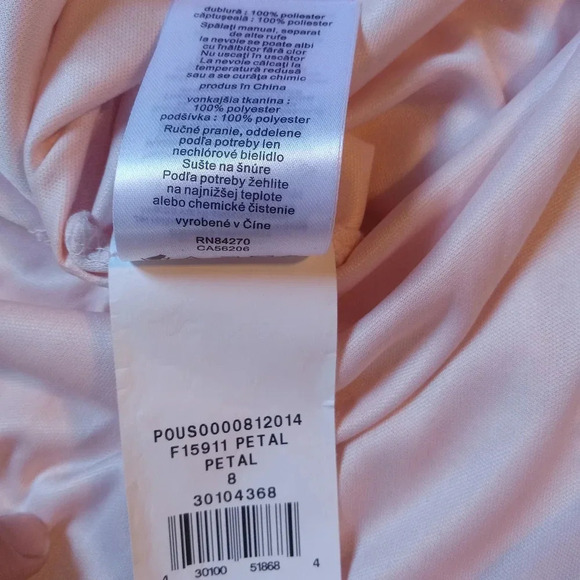 dublură : 100% poliester
căptușeală : 100% poliester
Spălați manual, separat
de alte rufe
la nevoie se poate albi
cu înălbitor fără clor
Nu uscați în uscător
La nevoie călcați la
temperatură redusă
sau a se curăța chimic
produs în China
vonkajšia tkanina :
100% polyester
podšívka : 100% polyester
Ručné pranie, oddelene
podľa potreby len
nechlórové bielidlo
Sušte na šnúre
Podľa potreby žehlite
na najnižšej teplote
alebo chemické čistenie
vyrobené v Číne
RN84270
CA56206
POUS0000812014
F15911 PETAL
PETAL
8
30104368
4 30100 51868 4